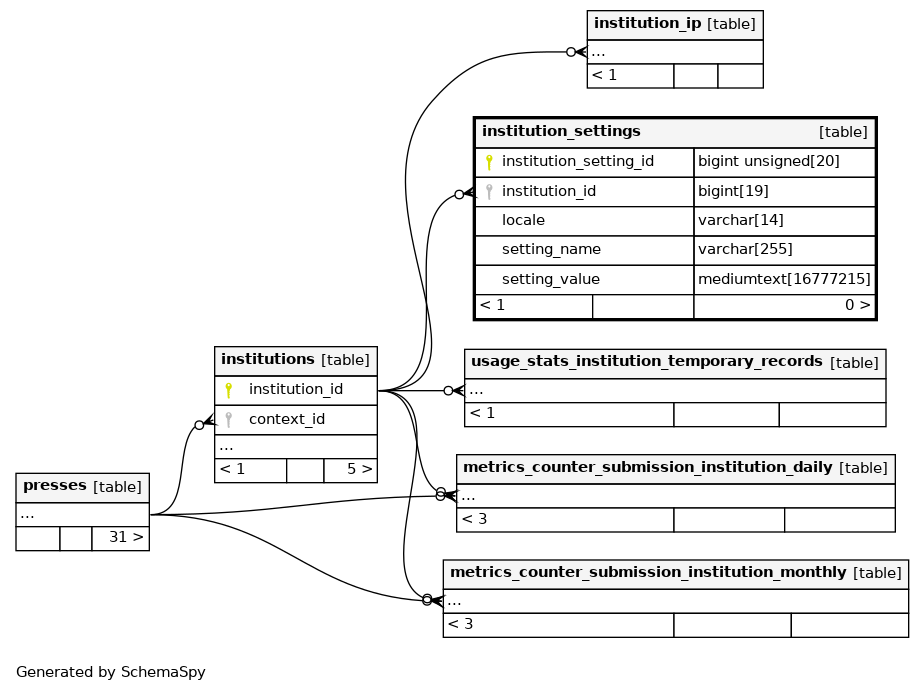 institution_ip [table]
...
< 1
institution_settings [table]
institution_setting_id bigint unsigned[20]
institution_id bigint[19]
locale varchar[14]
setting_name varchar[255]
setting_value mediumtext[16777215]
< 1 0 >
institutions [table]
institution_id
context_id
...
< 1 5 >
usage_stats_institution_temporary_records [table]
...
< 1
metrics_counter_submission_institution_daily [table]
...
< 3
presses [table]
...
31 >
metrics_counter_submission_institution_monthly [table]
...
< 3
Generated by SchemaSpy